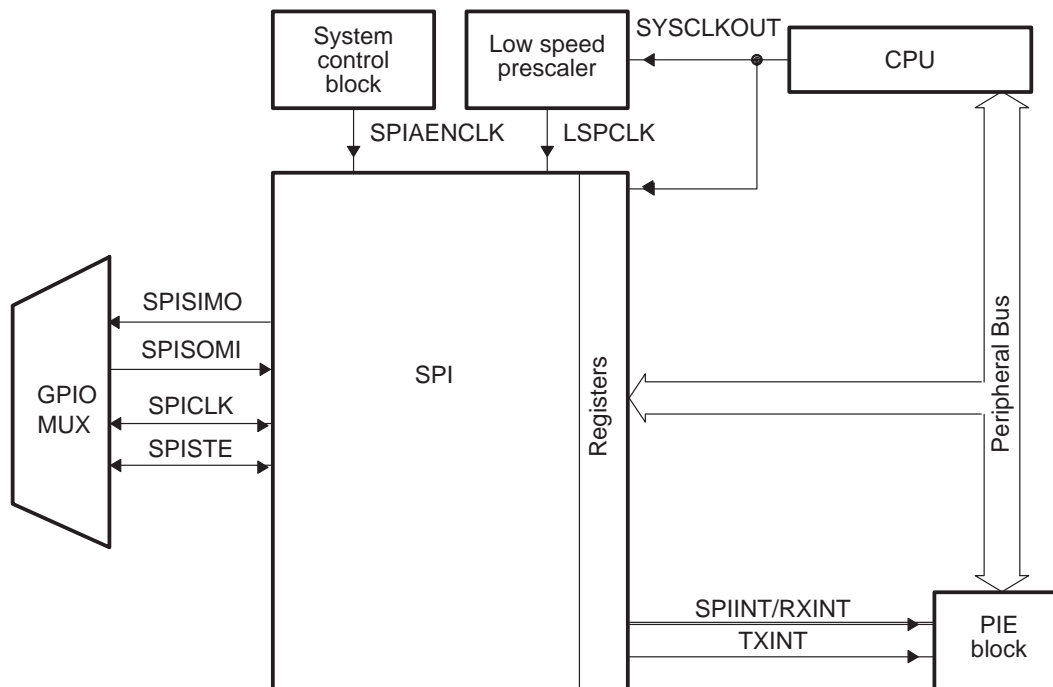 System
control
block
Low speed
prescaler
SYSCLKOUT
CPU
SPIAENCLK
LSPCLK
SPISIMO
SPISOMI
SPICLK
SPISTE
GPIO
MUX
SPI
Registers
Peripheral Bus
SPIINT/RXINT
TXINT
PIE
block